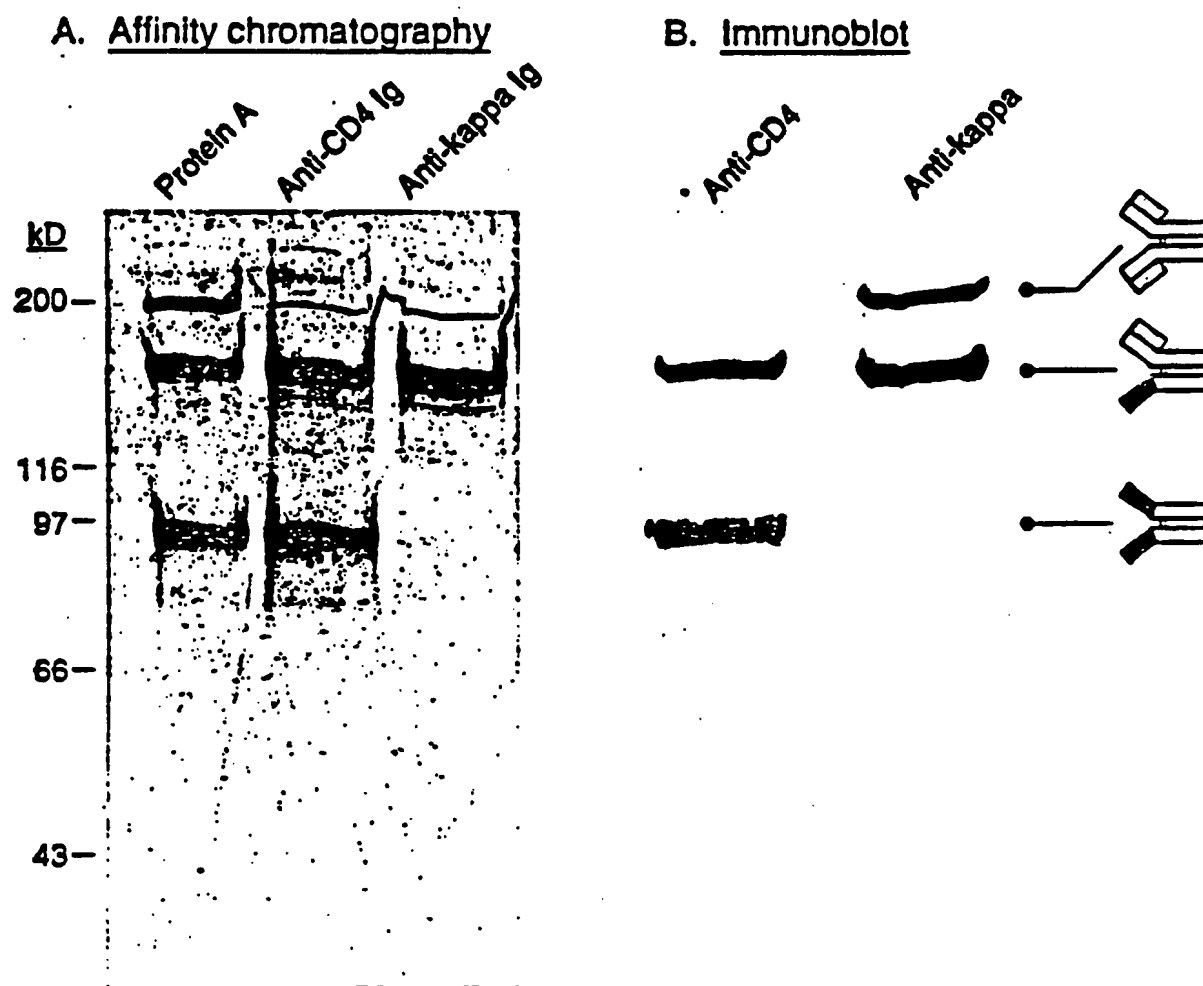 A. Affinity chromatography
Protein A
Anti-CD4 Ig
Anti-kappa Ig
kD
200
116
97
66
43
B. Immunoblot
Anti-CD4
Anti-kappa